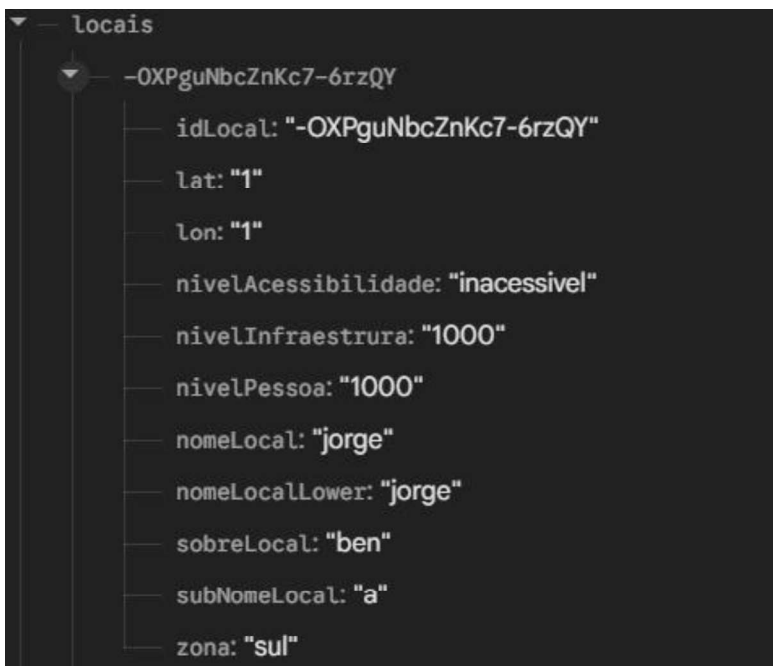 locais
-OXPguNbcZnKc7-6rzQY
idLocal: "-OXPguNbcZnKc7-6rzQY"
lat: "1"
lon: "1"
nivelAcessibilidade: "inacessivel"
nivelInfraestrura: "1000"
nivelPessoa: "1000"
nomeLocal: "jorge"
nomeLocalLower: "jorge"
sobreLocal: "ben"
subNomeLocal: "a"
zona: "sul"